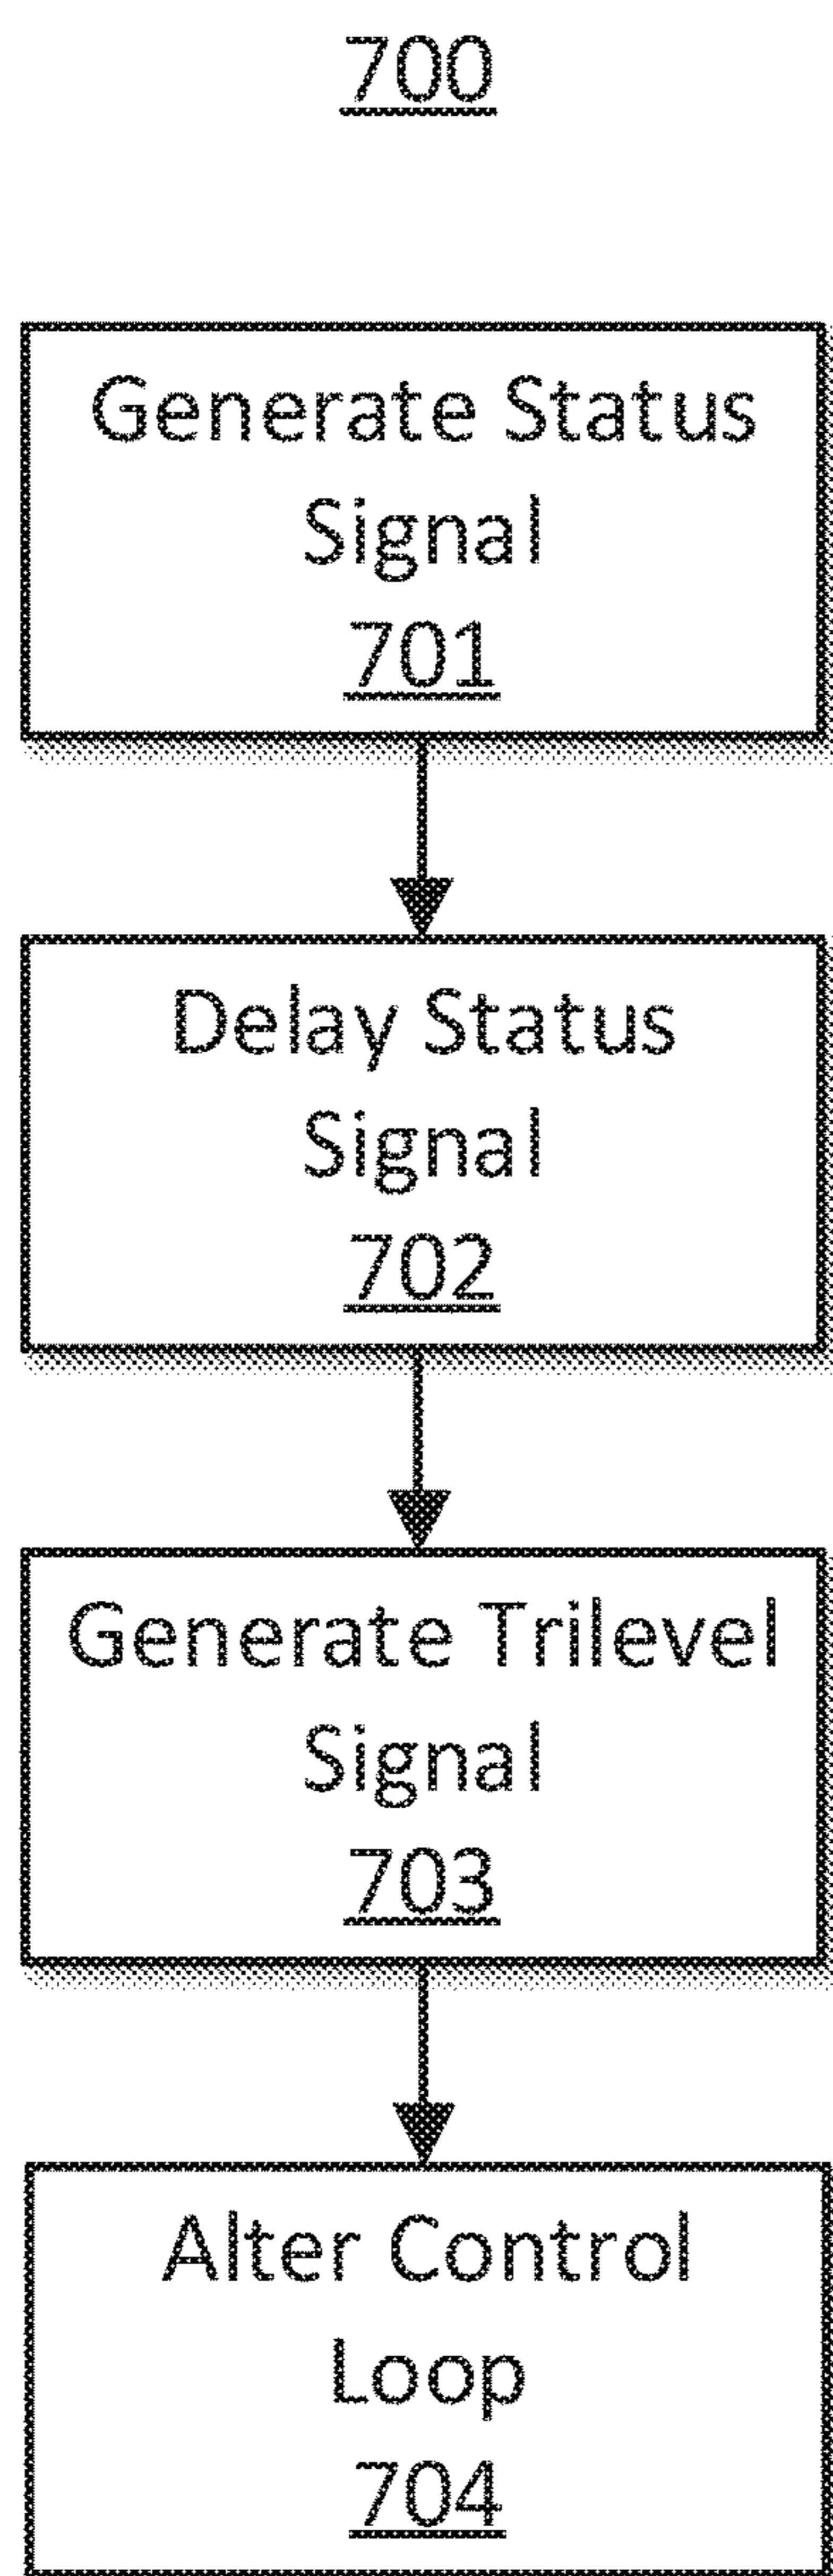 700
Generate Status
Signal
701
Delay Status
Signal
702
Generate Trilevel
Signal
703
Alter Control
Loop
704